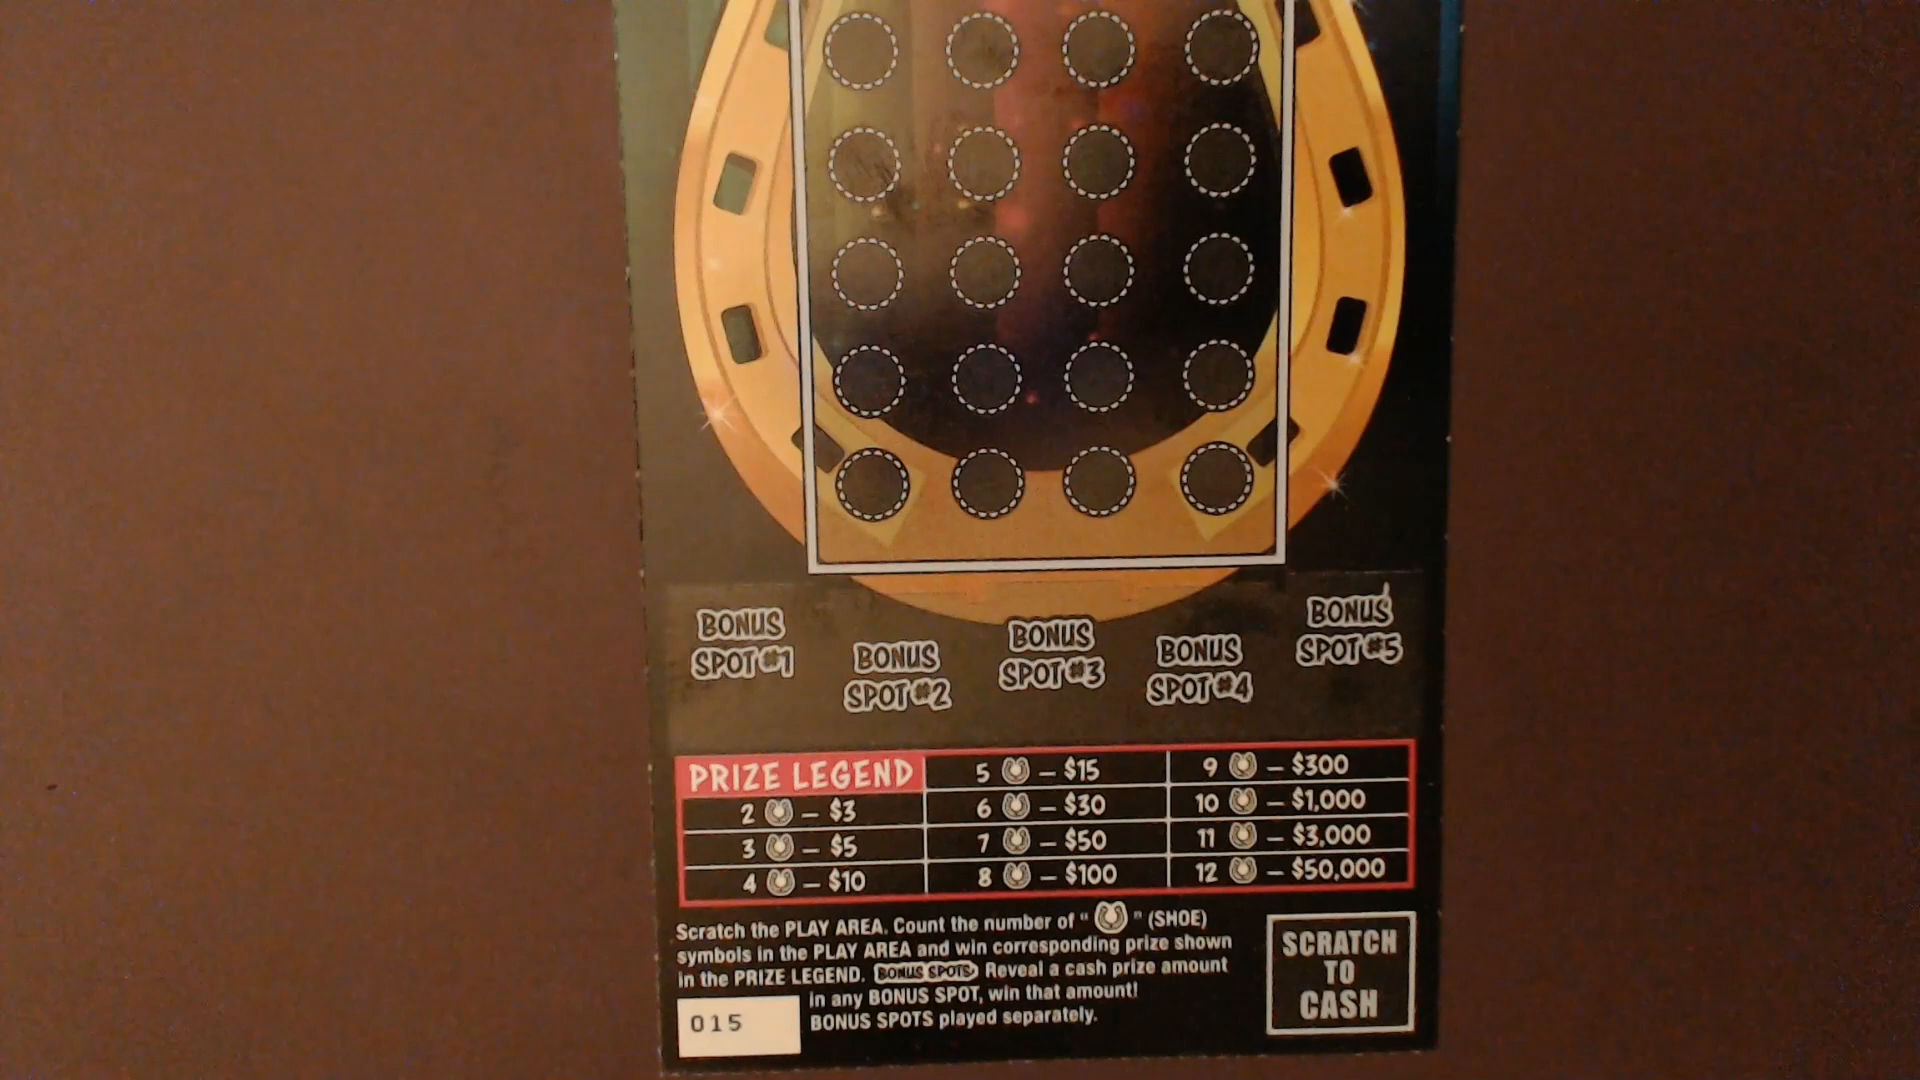 BONUS
SPOT #1
BONUS
SPOT #2
BONUS
SPOT #3
BONUS
SPOT #4
BONUS
SPOT #5
PRIZE LEGEND
2 – $3
3 – $5
4 – $10
5 – $15
6 – $30
7 – $50
8 – $100
9 – $300
10 – $1,000
11 – $3,000
12 – $50,000
Scratch the PLAY AREA. Count the number of " " (SHOE)
symbols in the PLAY AREA and win corresponding prize shown
in the PRIZE LEGEND. BONUS SPOTS Reveal a cash prize amount
in any BONUS SPOT, win that amount!
BONUS SPOTS played separately.
015
SCRATCH
TO
CASH